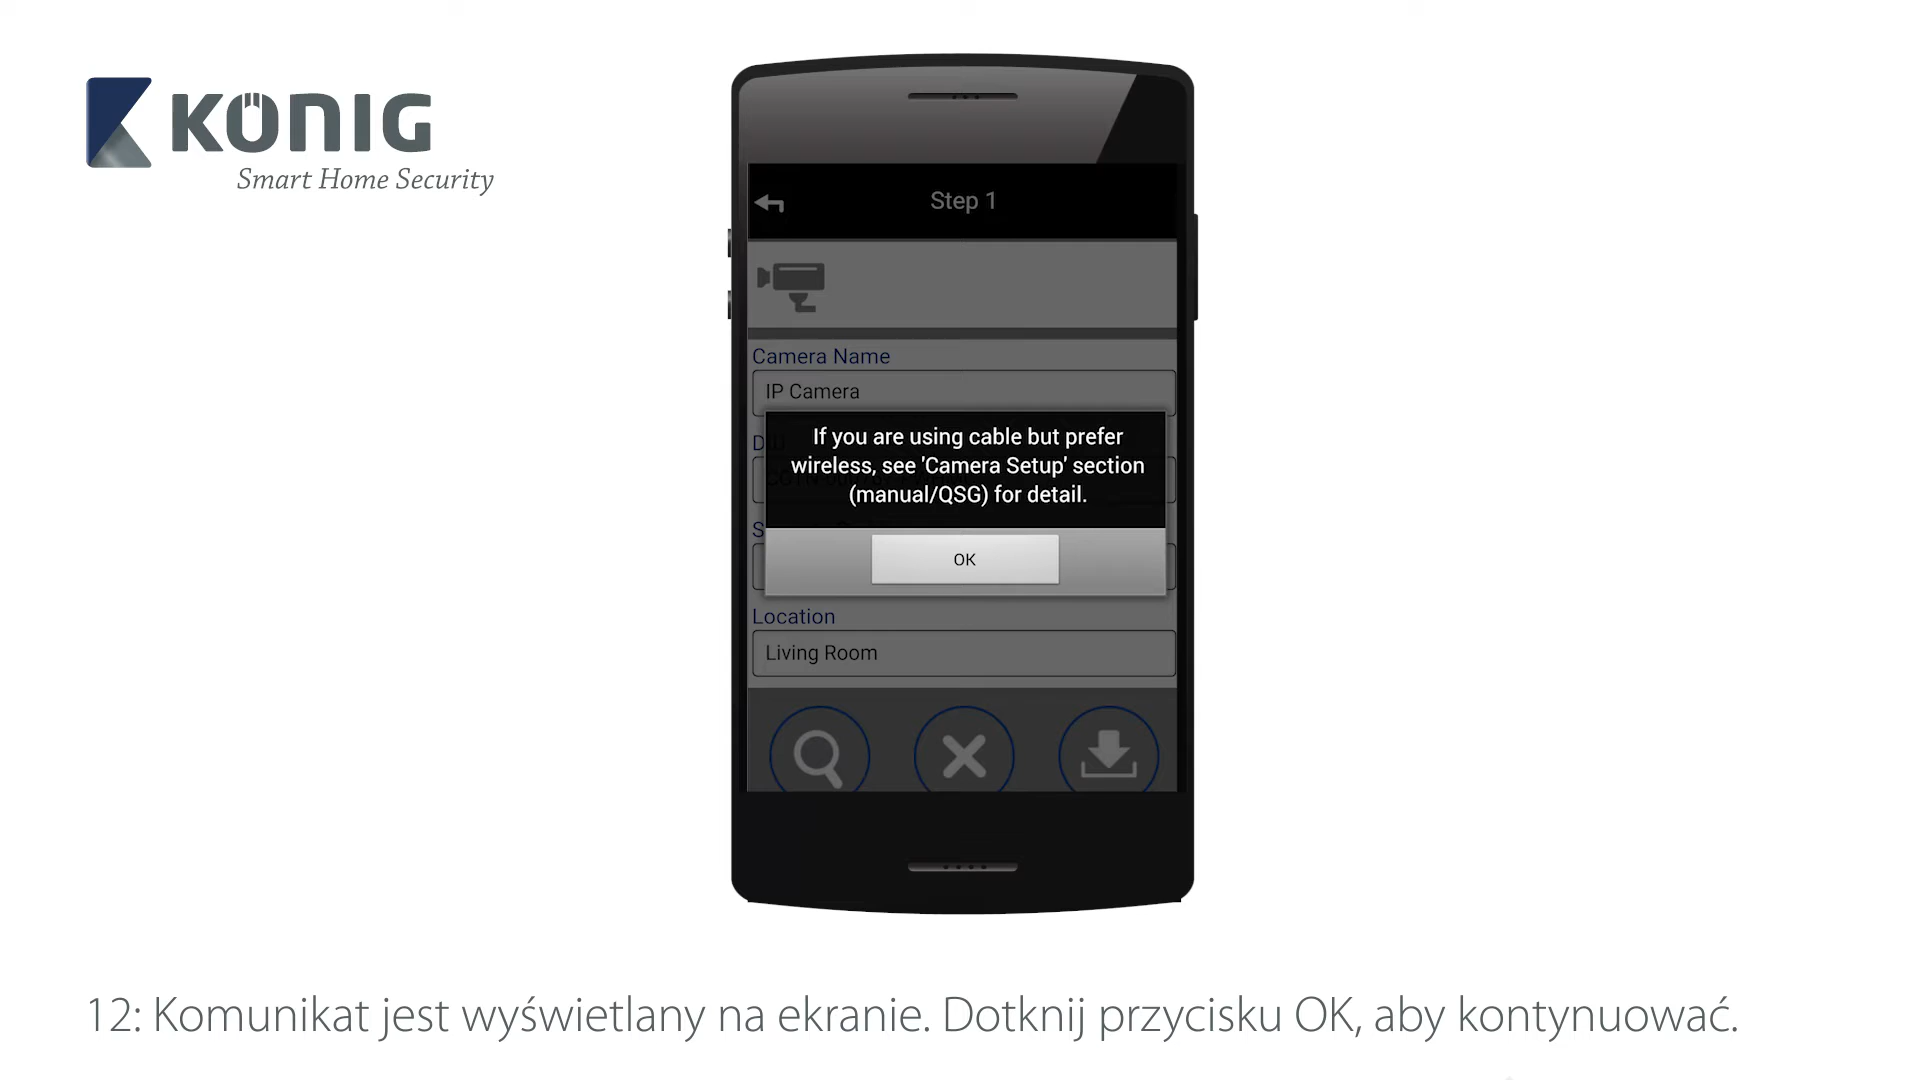 KÖNIG
Smart Home Security
Step 1
Camera Name
IP Camera
If you are using cable but prefer
wireless, see 'Camera Setup' section
(manual/QSG) for detail.
OK
Location
Living Room
12: Komunikat jest wyświetlany na ekranie. Dotknij przycisku OK, aby kontynuować.